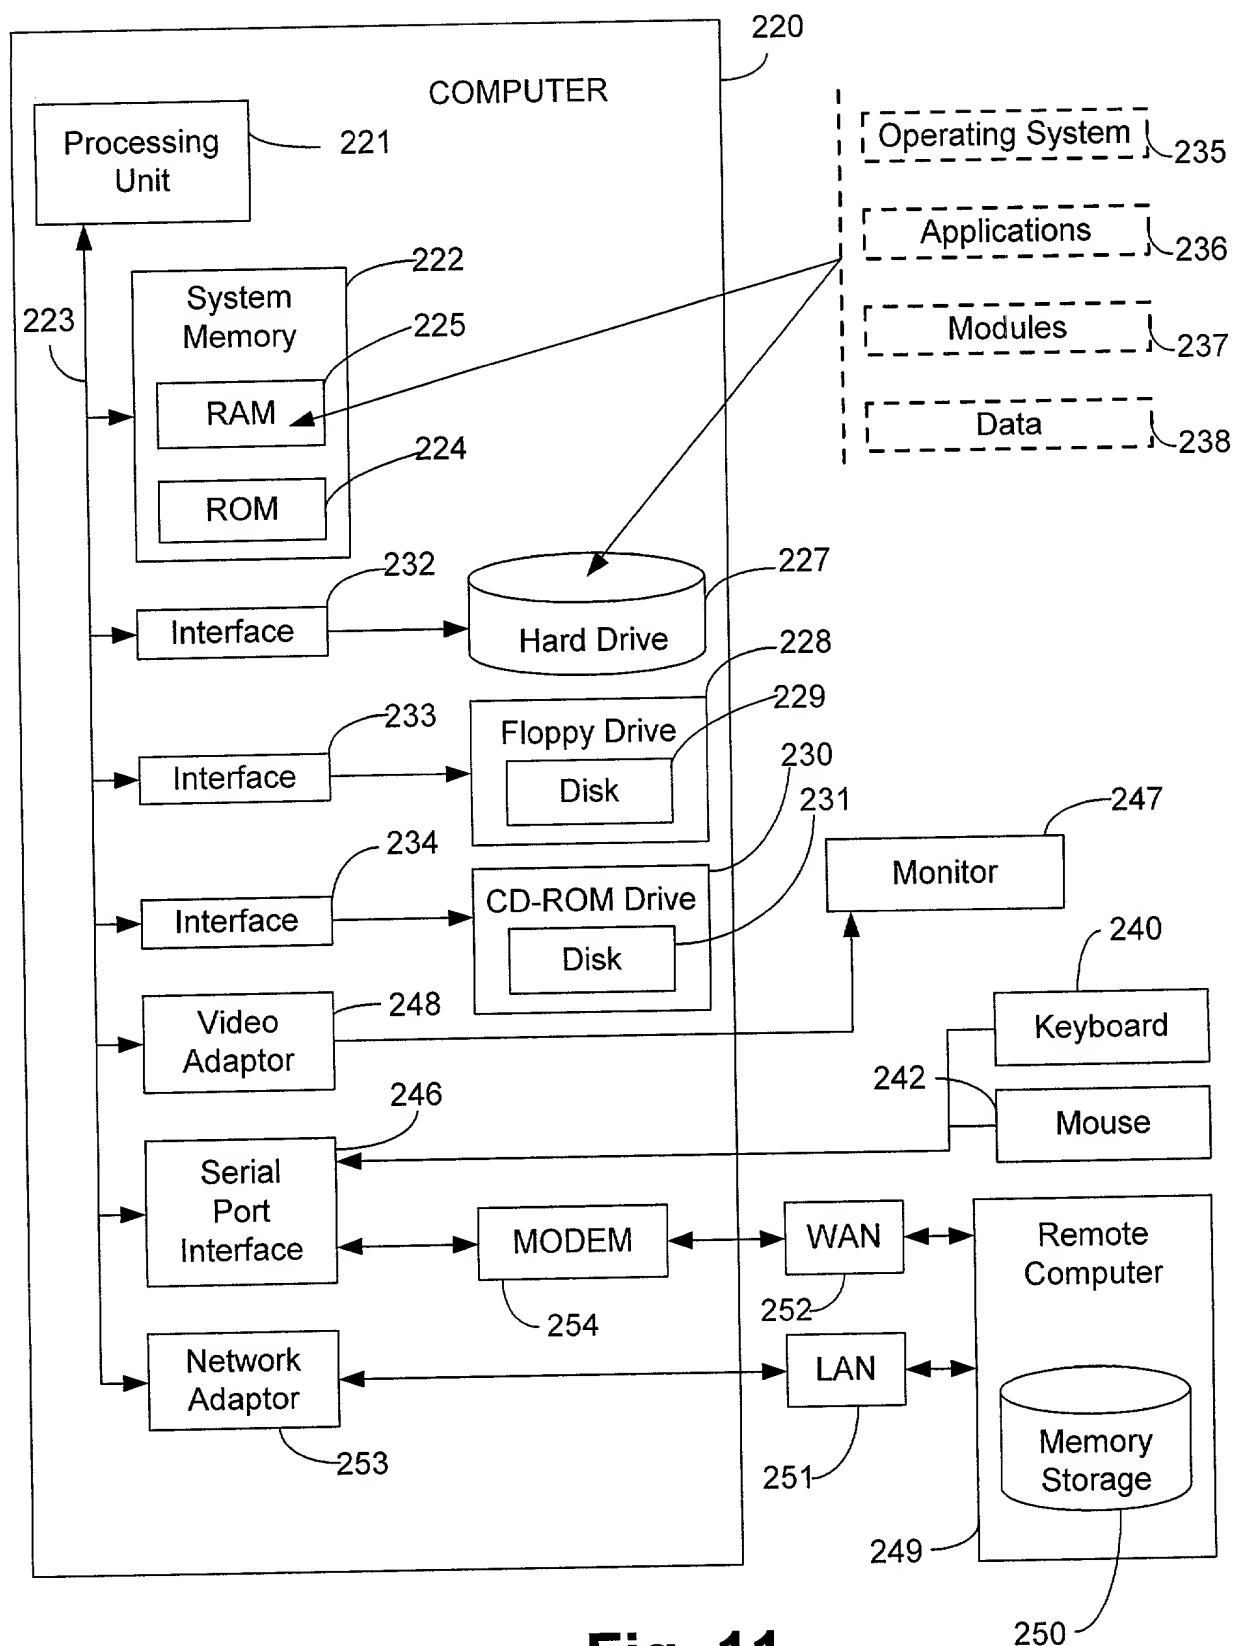 220
COMPUTER
Processing
Unit
221
Operating System
235
Applications
236
Modules
237
Data
238
223
System
Memory
222
225
RAM
224
ROM
232
Interface
227
Hard Drive
228
229
233
Interface
Floppy Drive
Disk
230
231
234
Interface
CD-ROM Drive
Disk
247
Monitor
240
Keyboard
242
Mouse
248
Video
Adaptor
246
Serial
Port
Interface
MODEM
254
WAN
252
Remote
Computer
Network
Adaptor
253
LAN
251
Memory
Storage
249
250
Fig. 11